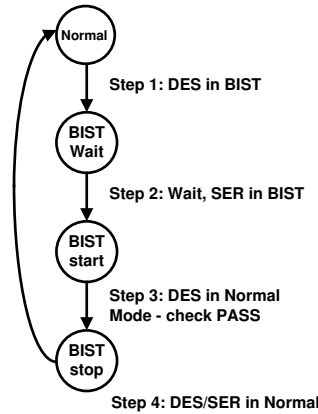 Normal
Step 1: DES in BIST
BIST
Wait
Step 2: Wait, SER in BIST
BIST
start
Step 3: DES in Normal
Mode - check PASS
BIST
stop
Step 4: DES/SER in Normal